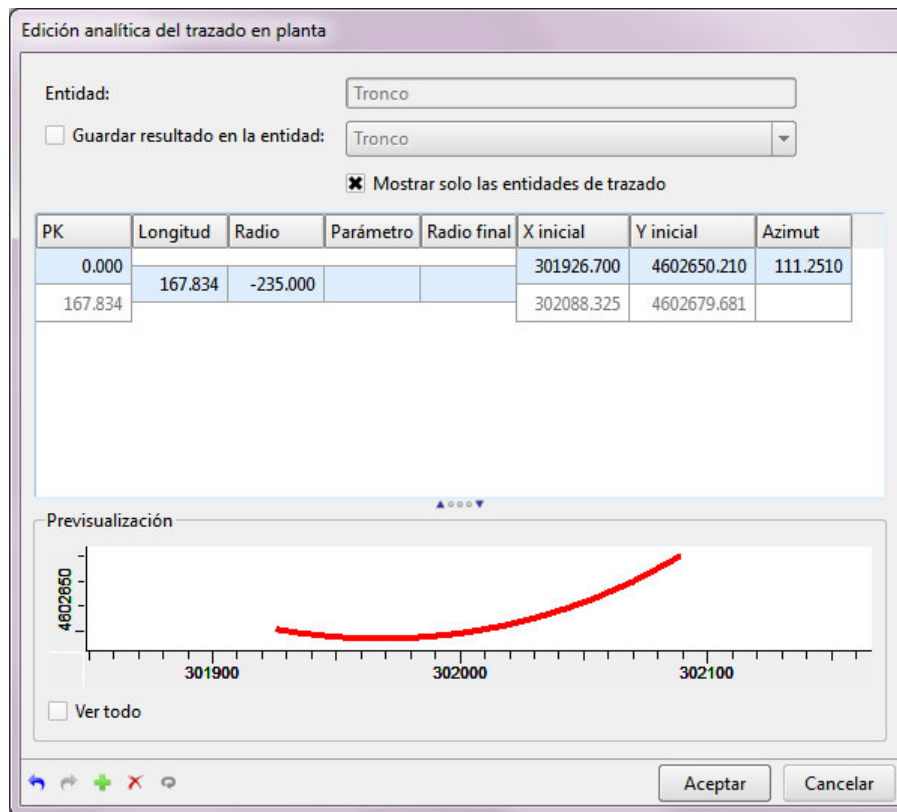 Edición analítica del trazado en planta
Entidad: Tronco
Guardar resultado en la entidad: Tronco
Mostrar solo las entidades de trazado
PK Longitud Radio Parámetro Radio final X inicial Y inicial Azimut
0.000 301926.700 4602650.210 111.2510
167.834 -235.000
167.834 302088.325 4602679.681
Previsualización
4602650
301900 302000 302100
Ver todo
Aceptar Cancelar